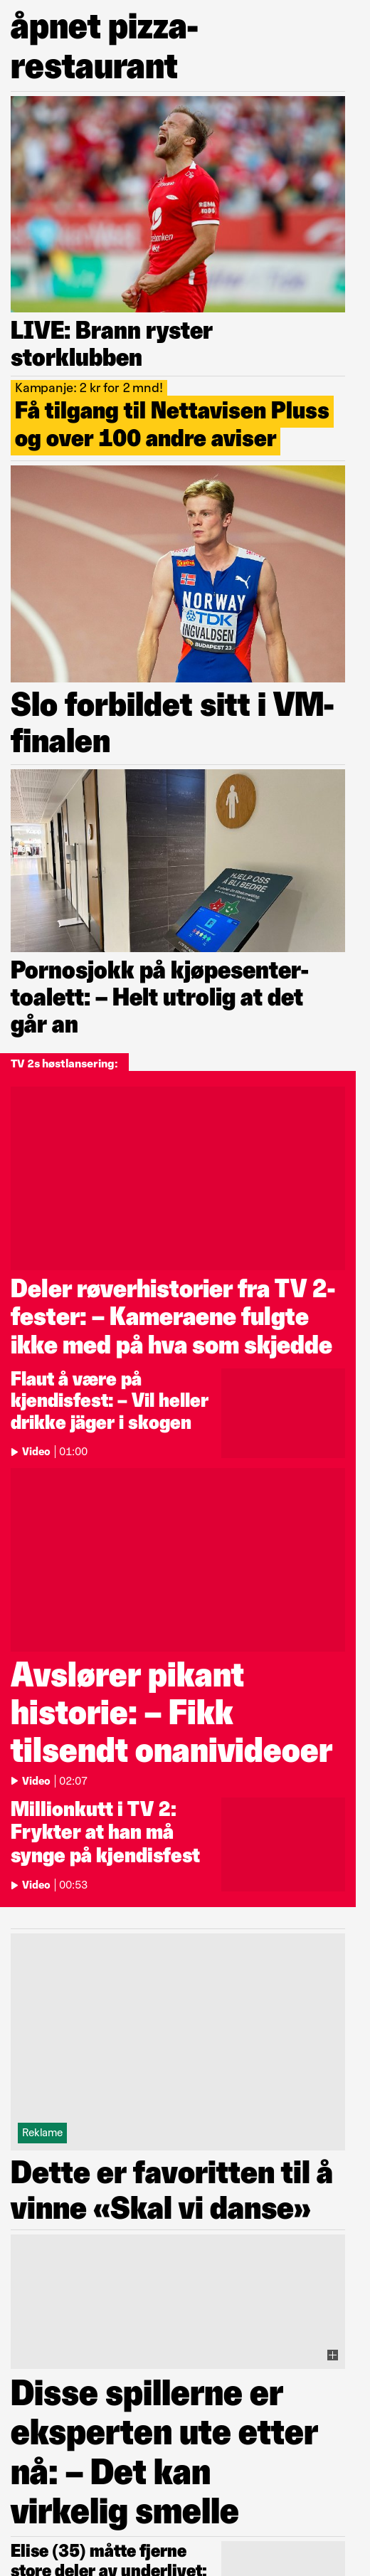 åpnet pizza-
restaurant
REMA
1000
LIVE: Brann ryster
storklubben
Kampanje: 2 kr for 2 mnd!
Få tilgang til Nettavisen Pluss
og over 100 andre aviser
NORWAY
TDK
INGVALDSEN
BUDAPEST 23
Slo forbildet sitt i VM-
finalen
HJELP OSS
Å BLI BEDRE
Pornosjokk på kjøpesenter-
toalett: – Helt utrolig at det
går an
TV 2s høstlansering:
Deler røverhistorier fra TV 2-
fester: – Kameraene fulgte
ikke med på hva som skjedde
Flaut å være på
kjendisfest: – Vil heller
drikke jäger i skogen
Video | 01:00
Avslører pikant
historie: – Fikk
tilsendt onanivideoer
Video | 02:07
Millionkutt i TV 2:
Frykter at han må
synge på kjendisfest
Video | 00:53
Reklame
Dette er favoritten til å
vinne «Skal vi danse»
Disse spillerne er
eksperten ute etter
nå: – Det kan
virkelig smelle
Elise (35) måtte fjerne
store deler av underlivet: